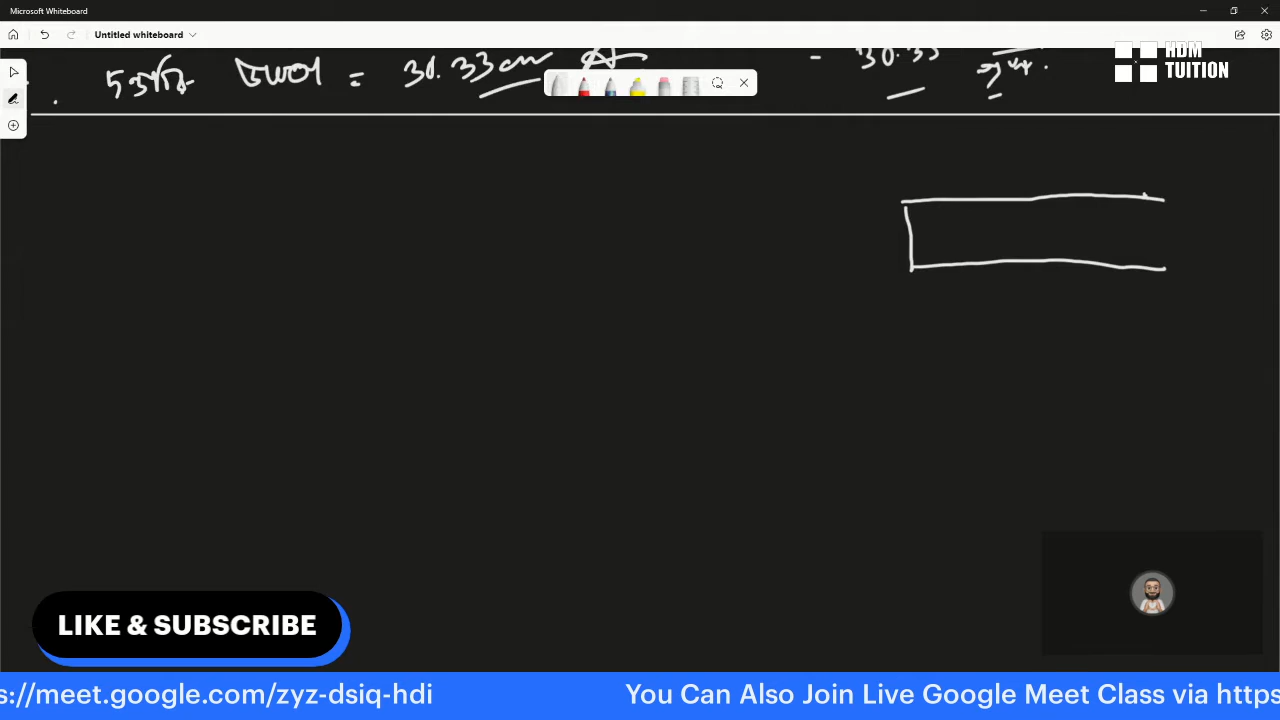 Microsoft Whiteboard
Untitled whiteboard
= 30.33 cm
- 30.33
HDM
TUITION
LIKE & SUBSCRIBE
s://meet.google.com/zyz-dsiq-hdi You Can Also Join Live Google Meet Class via https